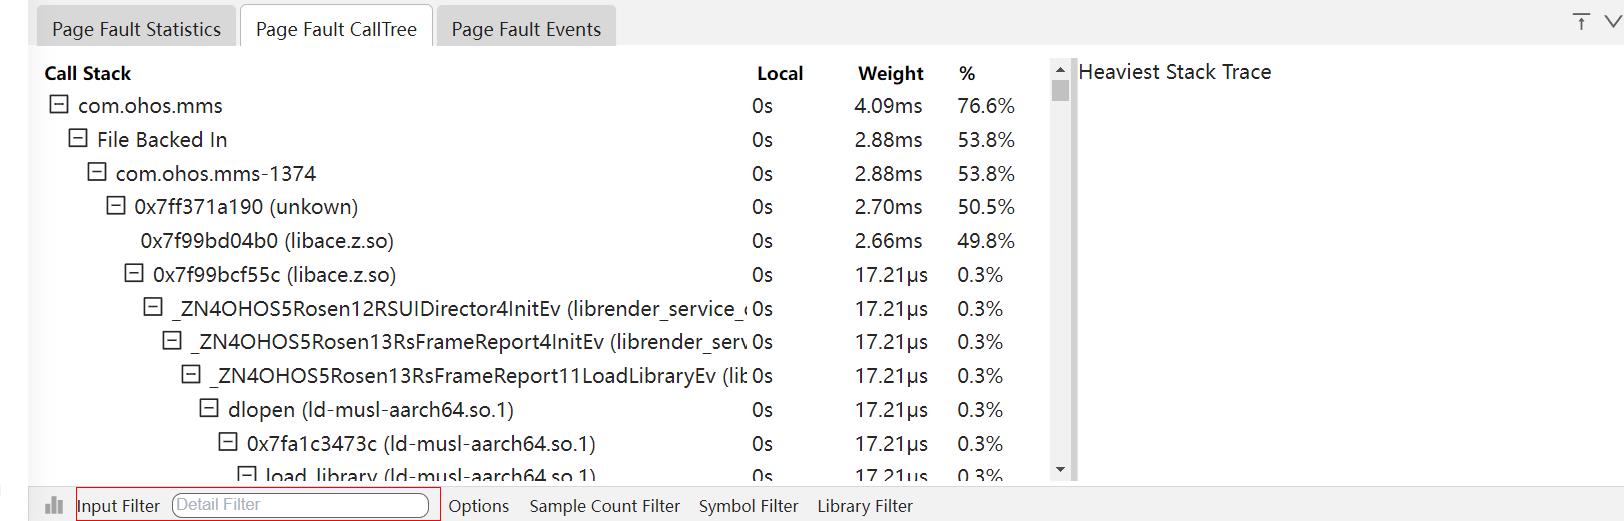 Page Fault Statistics Page Fault CallTree Page Fault Events
Call Stack Local Weight % Heaviest Stack Trace
com.ohos.mms 0s 4.09ms 76.6%
File Backed In 0s 2.88ms 53.8%
com.ohos.mms-1374 0s 2.88ms 53.8%
0x7ff371a190 (unkown) 0s 2.70ms 50.5%
0x7f99bd04b0 (libace.z.so) 0s 2.66ms 49.8%
0x7f99bcf55c (libace.z.so) 0s 17.21µs 0.3%
_ZN4OHOS5Rosen12RSUIDirector4InitEv (librender_service_ 0s 17.21µs 0.3%
_ZN4OHOS5Rosen13RsFrameReport4InitEv (librender_ser 0s 17.21µs 0.3%
_ZN4OHOS5Rosen13RsFrameReport11LoadLibraryEv (lib 0s 17.21µs 0.3%
dlopen (ld-musl-aarch64.so.1) 0s 17.21µs 0.3%
0x7fa1c3473c (ld-musl-aarch64.so.1) 0s 17.21µs 0.3%
load_library (ld-musl-aarch64.so.1) 0s 17.21µs 0.3%
Input Filter Detail Filter Options Sample Count Filter Symbol Filter Library Filter